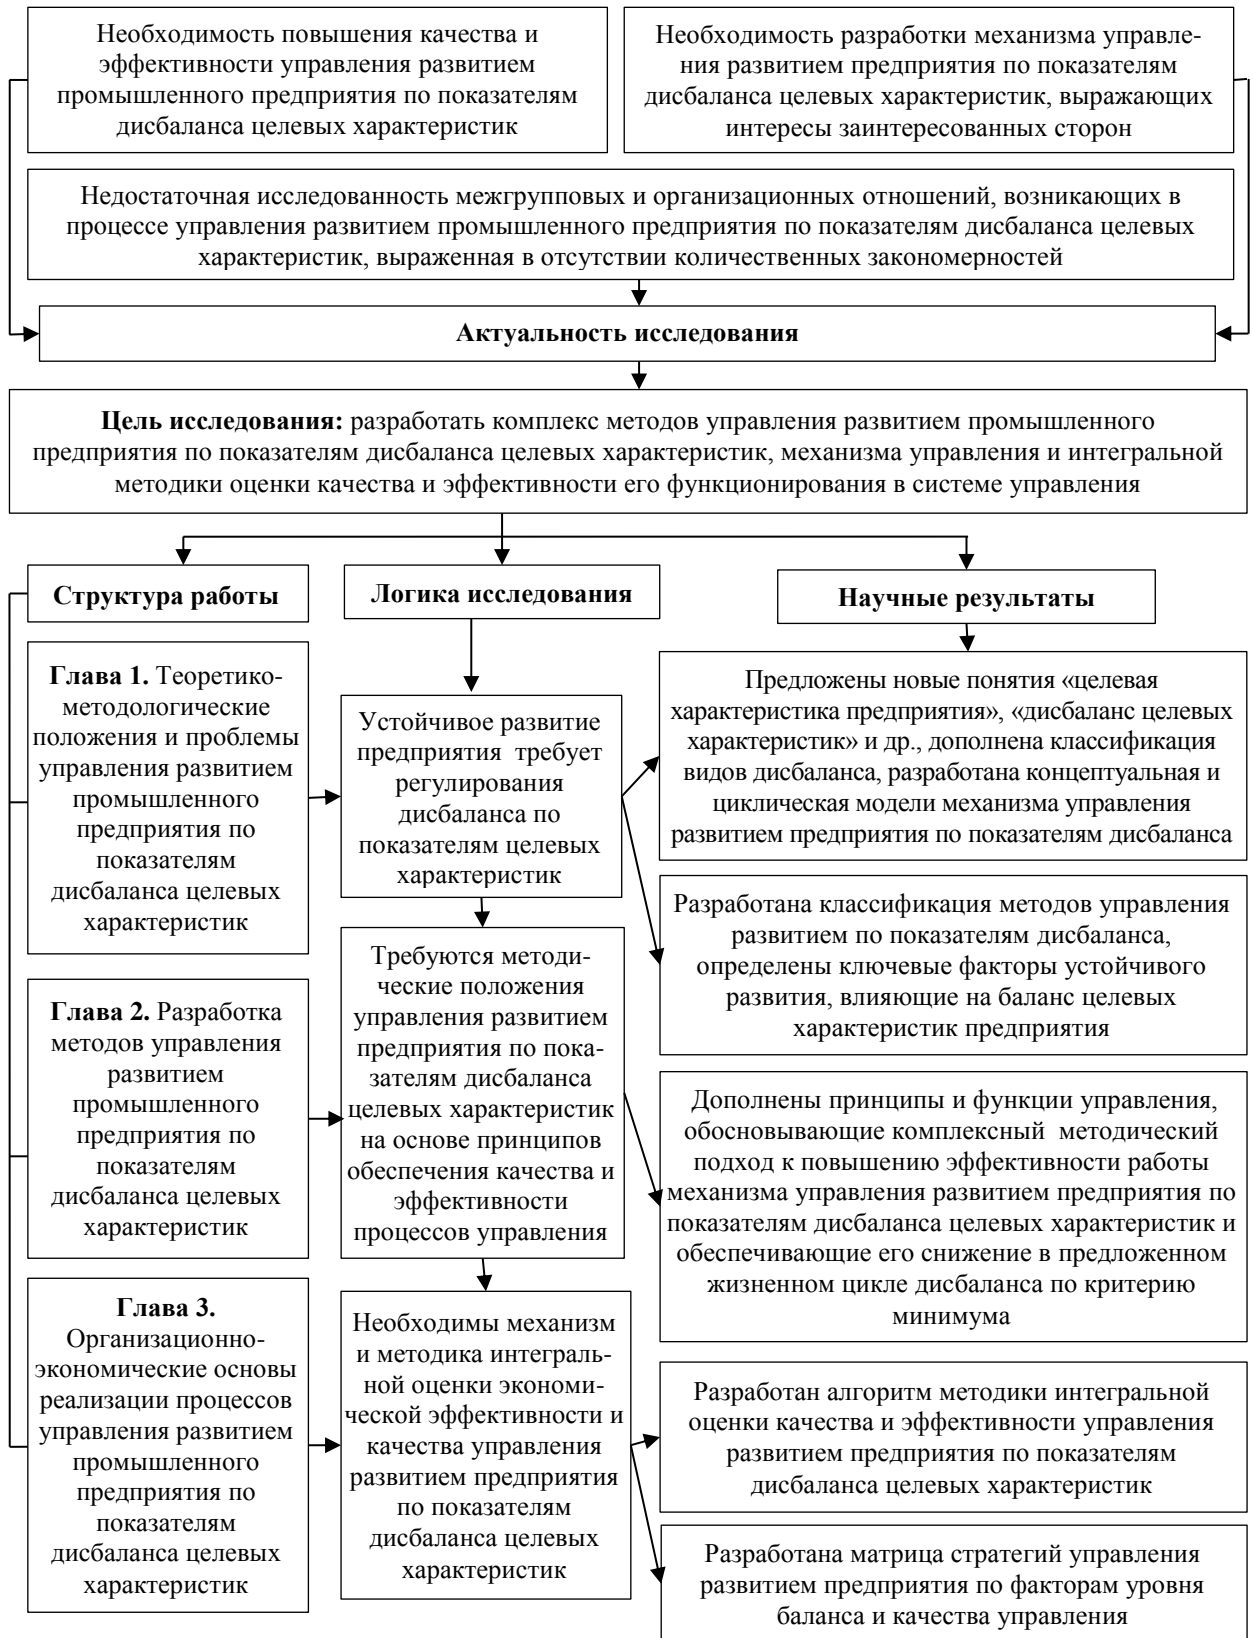 Необходимость повышения качества и
эффективности управления развитием
промышленного предприятия по показателям
дисбаланса целевых характеристик
Необходимость разработки механизма управле-
ния развитием предприятия по показателям
дисбаланса целевых характеристик, выражающих
интересы заинтересованных сторон
Недостаточная исследованность межгрупповых и организационных отношений, возникающих в
процессе управления развитием промышленного предприятия по показателям дисбаланса целевых
характеристик, выраженная в отсутствии количественных закономерностей
Актуальность исследования
Цель исследования: разработать комплекс методов управления развитием промышленного
предприятия по показателям дисбаланса целевых характеристик, механизма управления и интегральной
методики оценки качества и эффективности его функционирования в системе управления
Структура работы
Логика исследования
Научные результаты
Глава 1. Теоретико-
методологические
положения и проблемы
управления развитием
промышленного
предприятия по
показателям
дисбаланса целевых
характеристик
Устойчивое развитие
предприятия требует
регулирования
дисбаланса по
показателям целевых
характеристик
Предложены новые понятия «целевая
характеристика предприятия», «дисбаланс целевых
характеристик» и др., дополнена классификация
видов дисбаланса, разработана концептуальная и
циклическая модели механизма управления
развитием предприятия по показателям дисбаланса
Разработана классификация методов управления
развитием по показателям дисбаланса,
определены ключевые факторы устойчивого
развития, влияющие на баланс целевых
характеристик предприятия
Глава 2. Разработка
методов управления
развитием
промышленного
предприятия по
показателям
дисбаланса целевых
характеристик
Требуются методи-
ческие положения
управления развитием
предприятия по пока-
зателям дисбаланса
целевых характеристик
на основе принципов
обеспечения качества и
эффективности
процессов управления
Дополнены принципы и функции управления,
обосновывающие комплексный методический
подход к повышению эффективности работы
механизма управления развитием предприятия по
показателям дисбаланса целевых характеристик и
обеспечивающие его снижение в предложенном
жизненном цикле дисбаланса по критерию
минимума
Глава 3.
Организационно-
экономические основы
реализации процессов
управления развитием
промышленного
предприятия по
показателям
дисбаланса целевых
характеристик
Необходимы механизм
и методика интеграль-
ной оценки экономи-
ческой эффективности и
качества управления
развитием предприятия
по показателям
дисбаланса целевых
характеристик
Разработан алгоритм методики интегральной
оценки качества и эффективности управления
развитием предприятия по показателям
дисбаланса целевых характеристик
Разработана матрица стратегий управления
развитием предприятия по факторам уровня
баланса и качества управления